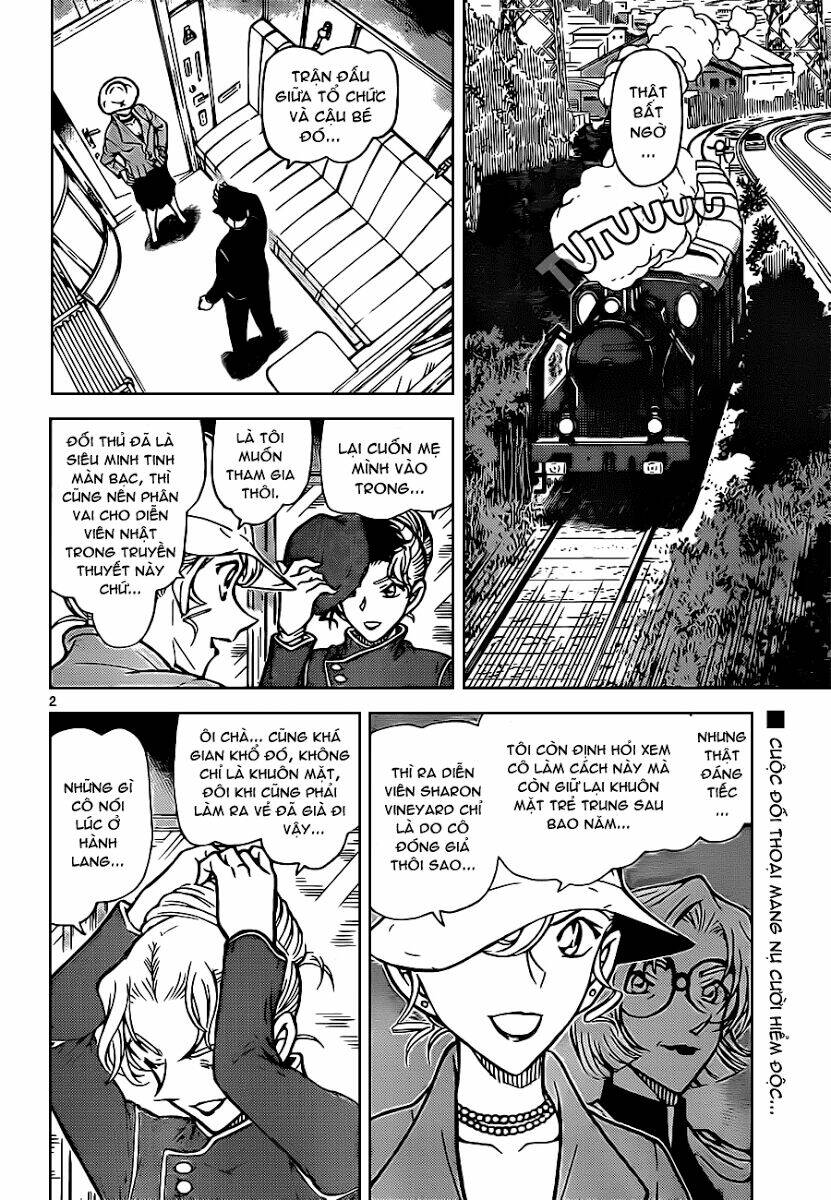 THẬT
BẤT
NGỜ
...
TUTUUUU
TRẬN ĐẤU
GIỮA TỔ CHỨC
VÀ CẬU BÉ
ĐÓ...
LẠI CUỐN MẸ
MÌNH VÀO
TRONG...
LÀ TÔI
MUỐN
THAM GIA
THÔI.
ĐỐI THỦ ĐÃ LÀ
SIÊU MINH TINH
MÀN BẠC, THÌ
CŨNG NÊN PHÂN
VAI CHO DIỄN
VIÊN NHẬT
TRONG TRUYỀN
THUYẾT NÀY
CHỨ...
2
CUỘC ĐỐI THOẠI MANG NỤ CƯỜI HIỂM ĐỘC...
NHƯNG
THẬT
ĐÁNG
TIẾC
...
TÔI CÒN ĐỊNH HỎI XEM
CÔ LÀM CÁCH NÀY MÀ
CÒN GIỮ LẠI KHUÔN
MẶT TRẺ TRUNG SAU
BAO NĂM...
THÌ RA DIỄN
VIÊN SHARON
VINEYARD CHỈ
LÀ DO CÔ
ĐÓNG GIẢ
THÔI SAO...
ÔI CHÀ... CŨNG KHÁ
GIAN KHỔ ĐÓ, KHÔNG
CHỈ LÀ KHUÔN MẶT,
ĐÔI KHI CŨNG PHẢI
LÀM RA VẺ ĐÃ GIÀ ĐI
VẬY...
NHỮNG GÌ
CÔ NÓI
LÚC Ở
HÀNH
LANG...